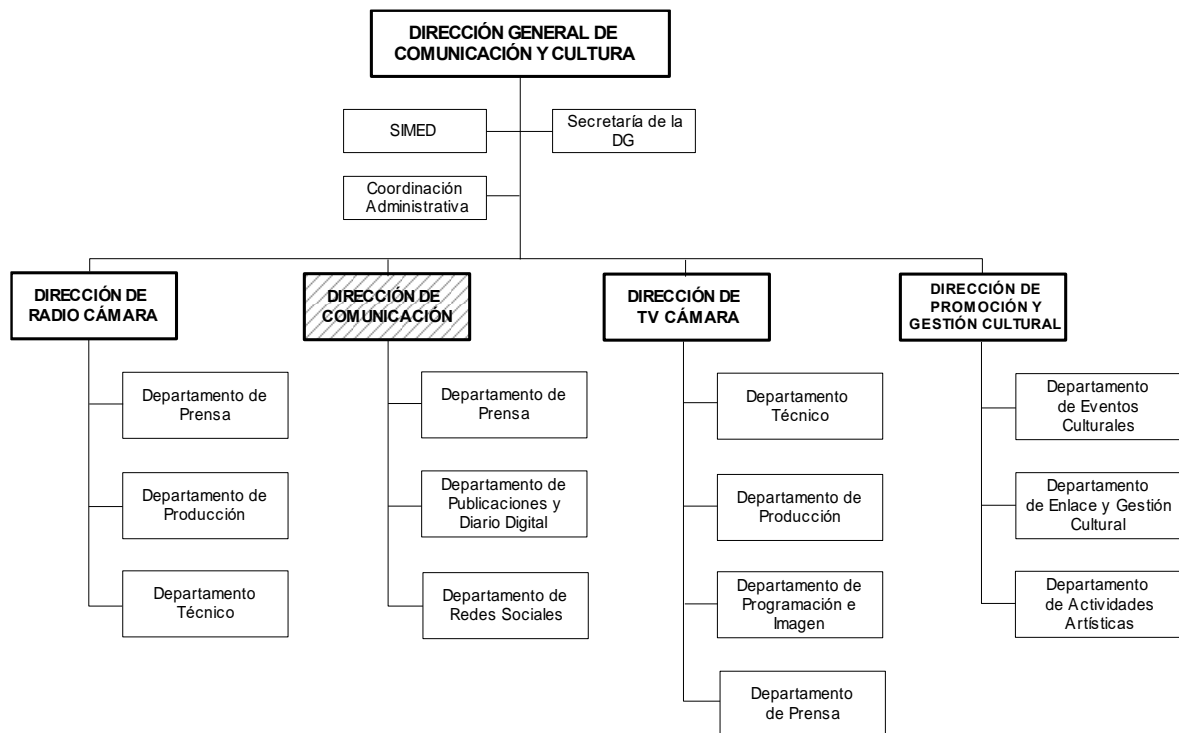 DIRECCIÓN GENERAL DE
COMUNICACIÓN Y CULTURA
SIMED
Secretaría de la
DG
Coordinación
Administrativa
DIRECCIÓN DE
RADIO CÁMARA
Departamento de
Prensa
Departamento de
Producción
Departamento
Técnico
DIRECCIÓN DE
COMUNICACIÓN
Departamento de
Prensa
Departamento de
Publicaciones y
Diario Digital
Departamento de
Redes Sociales
DIRECCIÓN DE
TV CÁMARA
Departamento
Técnico
Departamento de
Producción
Departamento de
Programación e
Imagen
Departamento
de Prensa
DIRECCIÓN DE
PROMOCIÓN Y
GESTIÓN CULTURAL
Departamento
de Eventos
Culturales
Departamento
de Enlace y Gestión
Cultural
Departamento
de Actividades
Artísticas